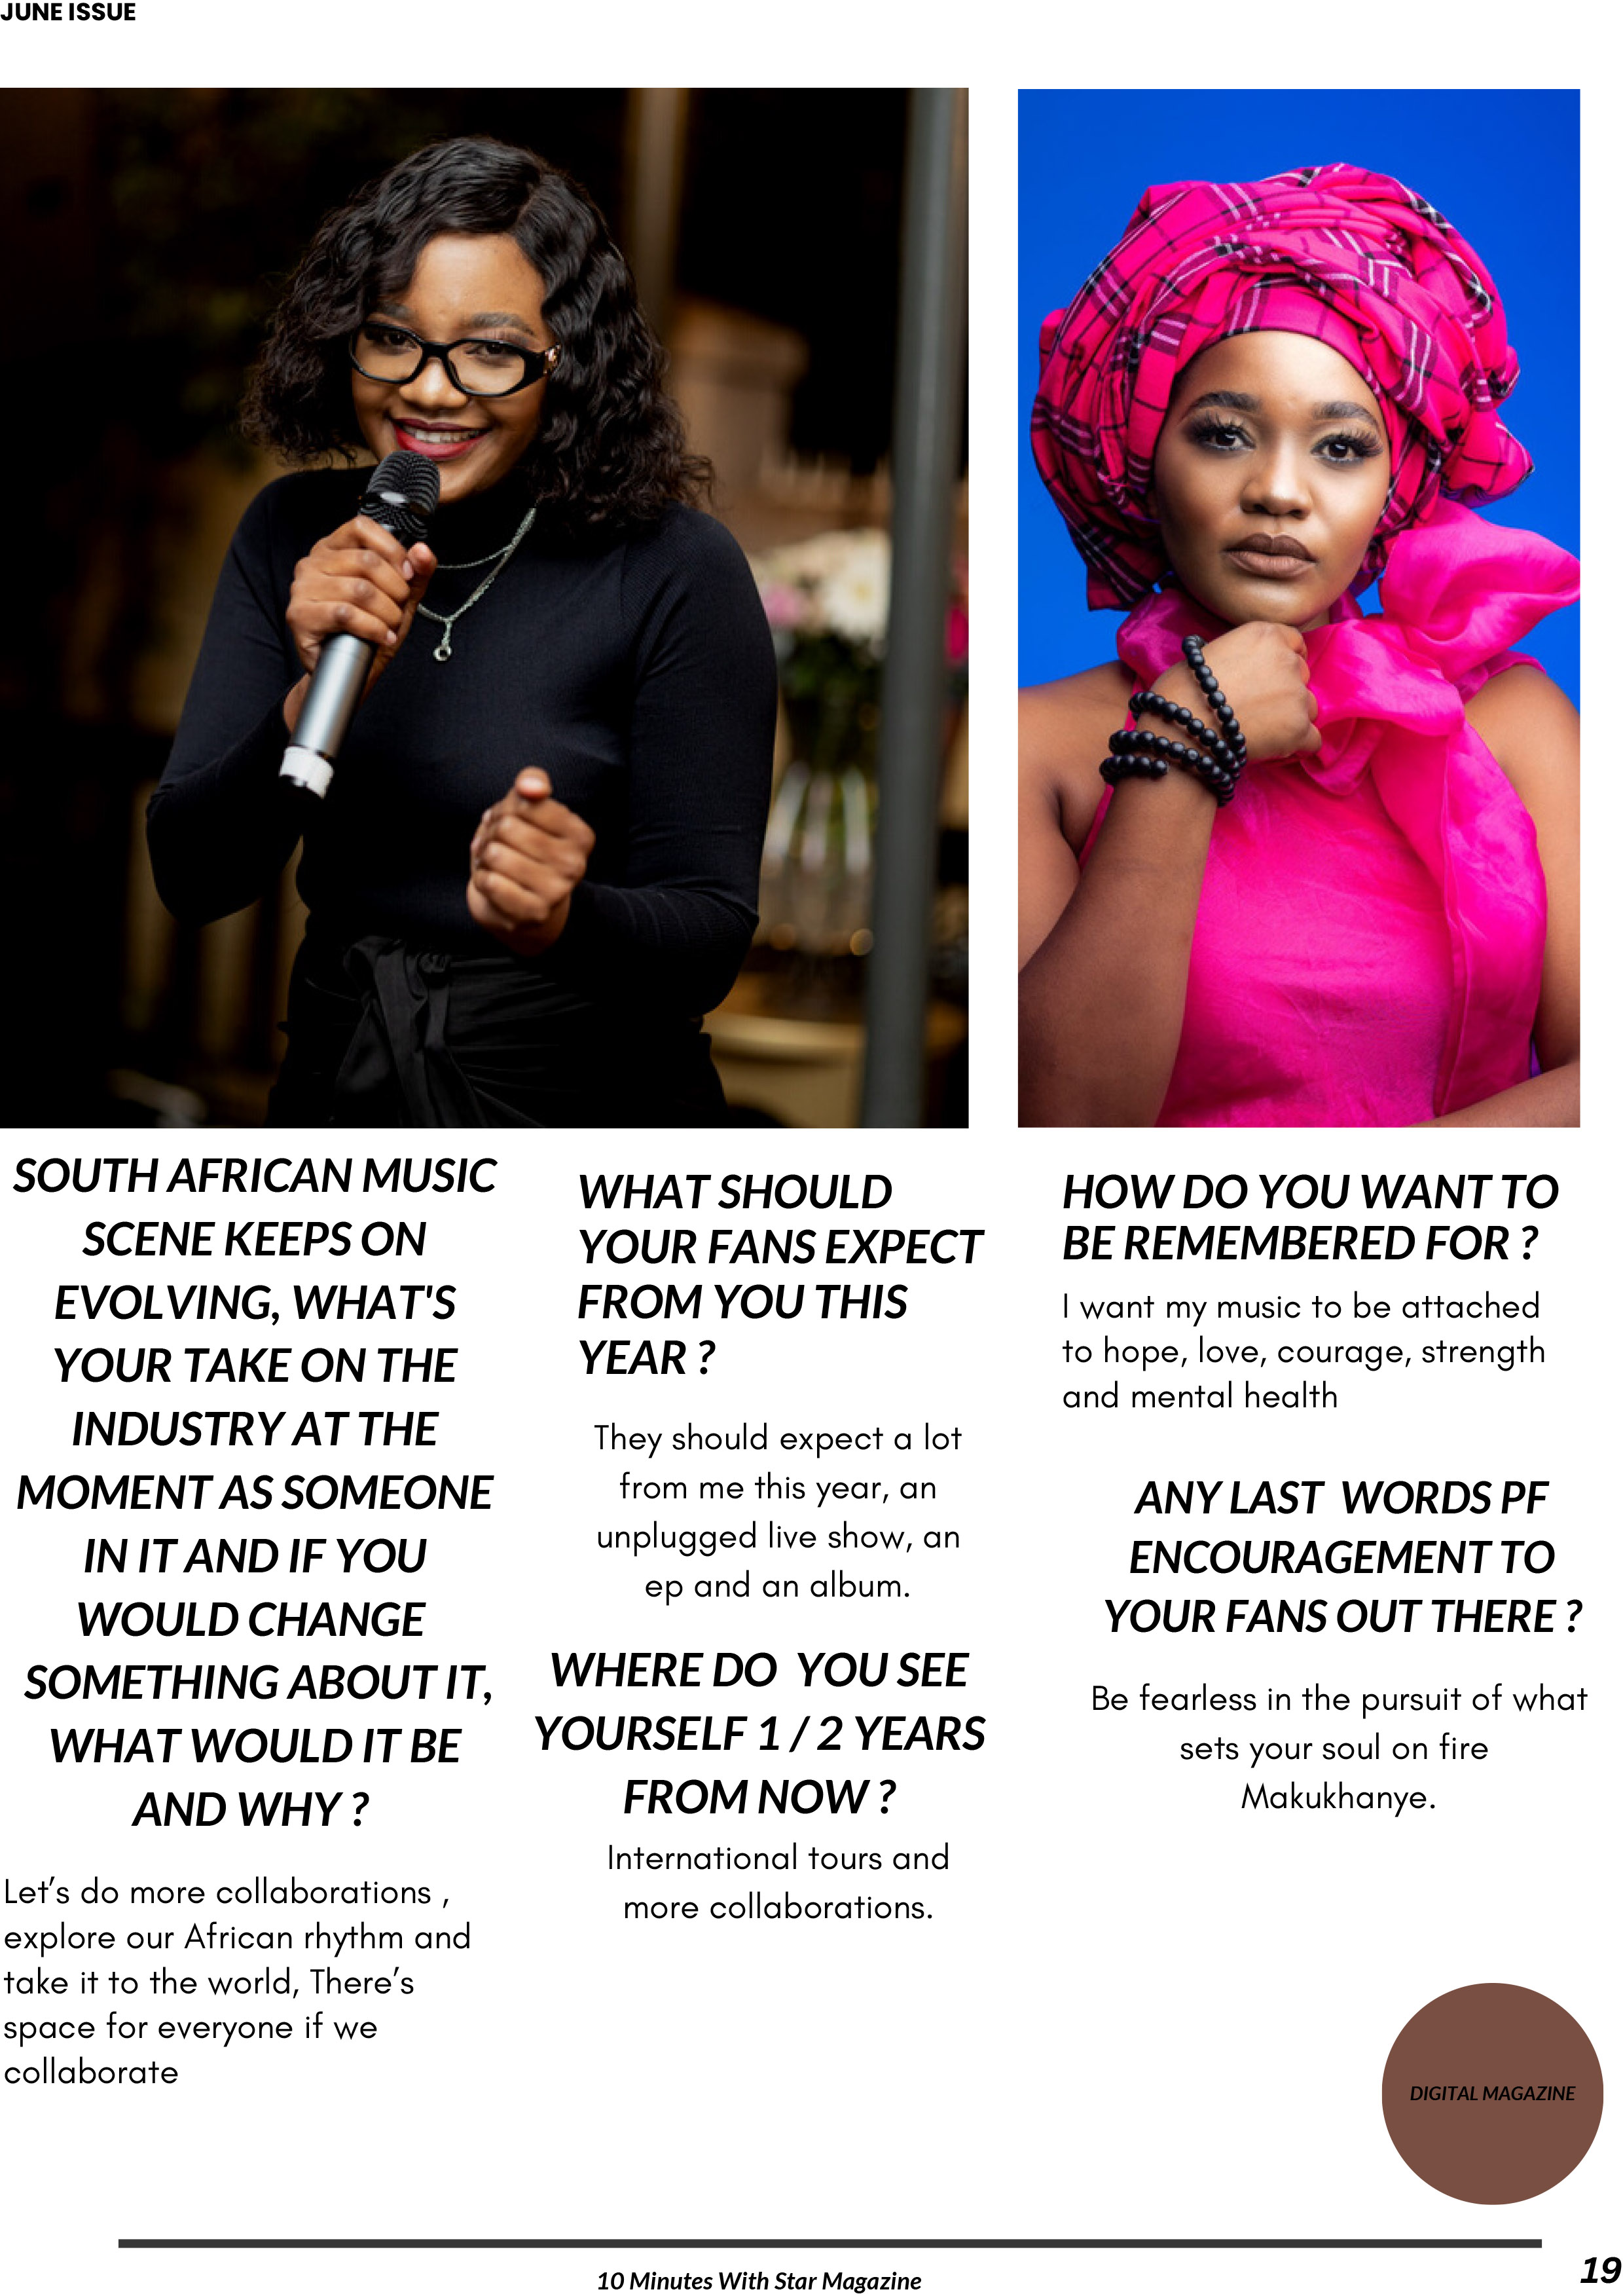 JUNE ISSUE
SOUTH AFRICAN MUSIC
SCENE KEEPS ON
EVOLVING, WHAT'S
YOUR TAKE ON THE
INDUSTRY AT THE
MOMENT AS SOMEONE
IN IT AND IF YOU
WOULD CHANGE
SOMETHING ABOUT IT,
WHAT WOULD IT BE
AND WHY ?
Let’s do more collaborations ,
explore our African rhythm and
take it to the world, There’s
space for everyone if we
collaborate
WHAT SHOULD
YOUR FANS EXPECT
FROM YOU THIS
YEAR ?
They should expect a lot
from me this year, an
unplugged live show, an
ep and an album.
WHERE DO YOU SEE
YOURSELF 1 / 2 YEARS
FROM NOW ?
International tours and
more collaborations.
HOW DO YOU WANT TO
BE REMEMBERED FOR ?
I want my music to be attached
to hope, love, courage, strength
and mental health
ANY LAST WORDS PF
ENCOURAGEMENT TO
YOUR FANS OUT THERE ?
Be fearless in the pursuit of what
sets your soul on fire
Makukhanye.
DIGITAL MAGAZINE
10 Minutes With Star Magazine
19